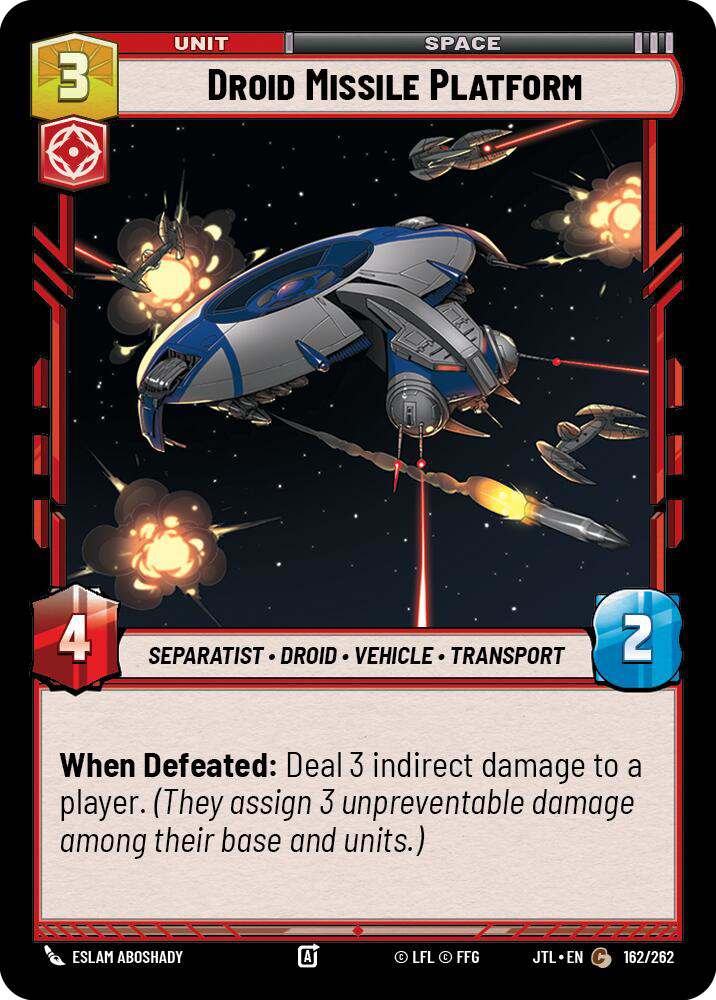 UNIT
SPACE
3
DROID MISSILE PLATFORM
4
SEPARATIST • DROID • VEHICLE • TRANSPORT
2
When Defeated: Deal 3 indirect damage to a
player. (They assign 3 unpreventable damage
among their base and units.)
ESLAM ABOSHADY
A
© LFL © FFG
JTL • EN
C
162/262